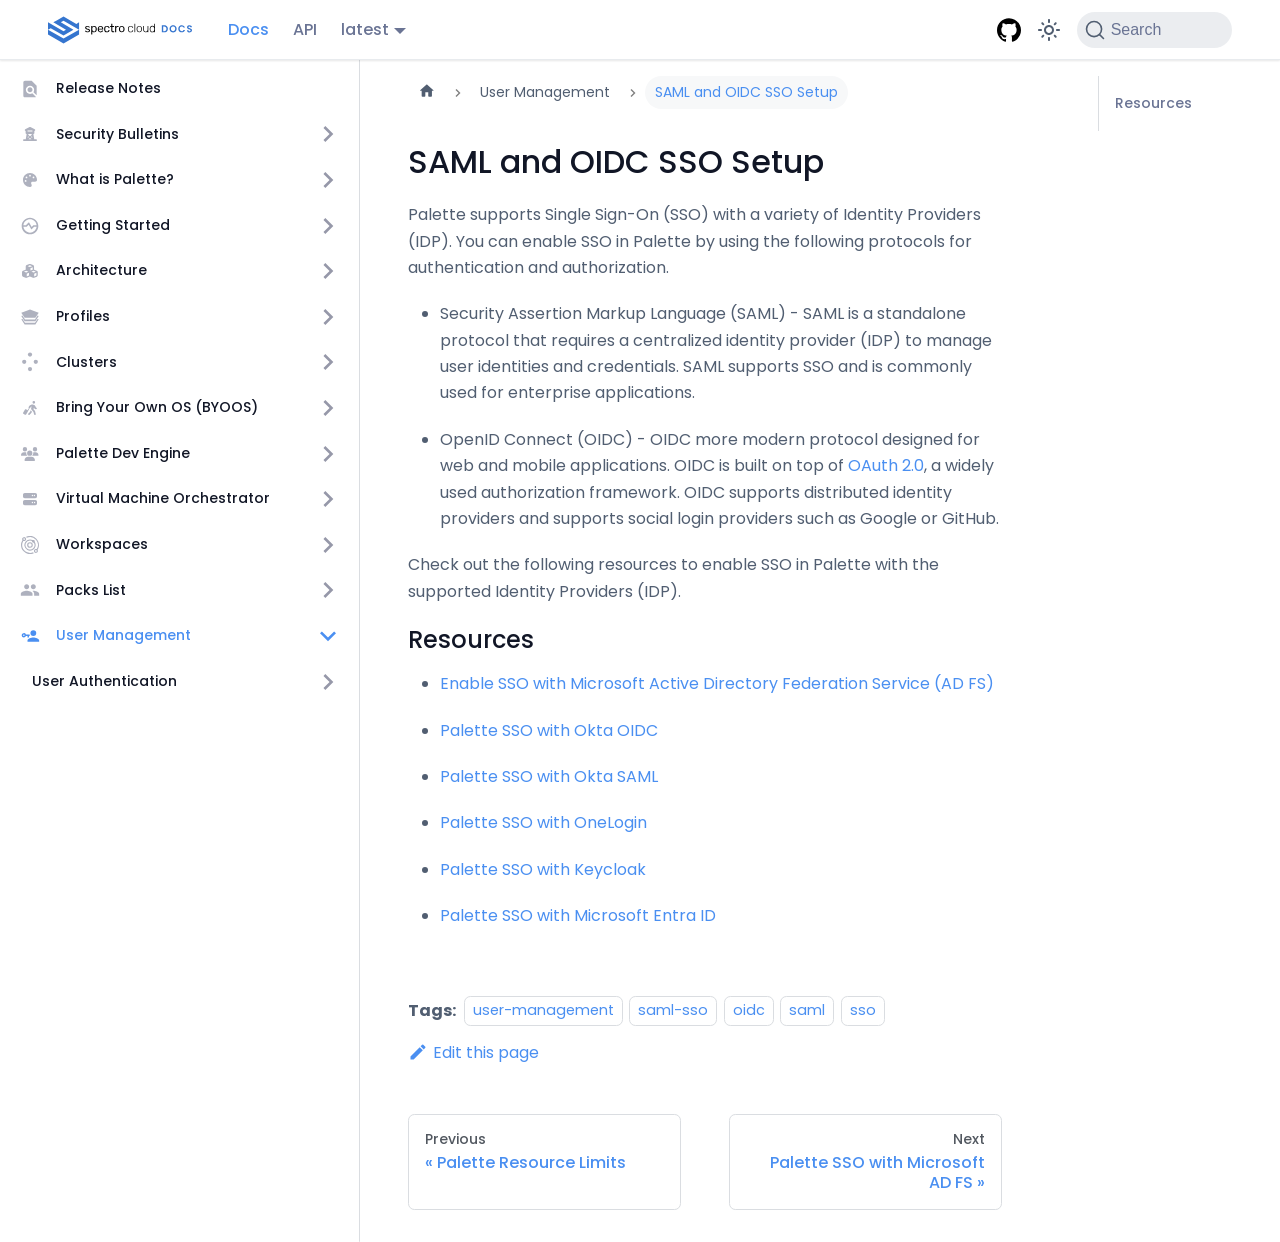 spectro cloud DOCS
Docs
API
latest
Search
Release Notes
Security Bulletins
What is Palette?
Getting Started
Architecture
Profiles
Clusters
Bring Your Own OS (BYOOS)
Palette Dev Engine
Virtual Machine Orchestrator
Workspaces
Packs List
User Management
User Authentication
User Management
SAML and OIDC SSO Setup
SAML and OIDC SSO Setup
Palette supports Single Sign-On (SSO) with a variety of Identity Providers
(IDP). You can enable SSO in Palette by using the following protocols for
authentication and authorization.
Security Assertion Markup Language (SAML) - SAML is a standalone
protocol that requires a centralized identity provider (IDP) to manage
user identities and credentials. SAML supports SSO and is commonly
used for enterprise applications.
OpenID Connect (OIDC) - OIDC more modern protocol designed for
web and mobile applications. OIDC is built on top of OAuth 2.0, a widely
used authorization framework. OIDC supports distributed identity
providers and supports social login providers such as Google or GitHub.
Check out the following resources to enable SSO in Palette with the
supported Identity Providers (IDP).
Resources
Enable SSO with Microsoft Active Directory Federation Service (AD FS)
Palette SSO with Okta OIDC
Palette SSO with Okta SAML
Palette SSO with OneLogin
Palette SSO with Keycloak
Palette SSO with Microsoft Entra ID
Tags: user-management saml-sso oidc saml sso
Edit this page
Previous
« Palette Resource Limits
Next
Palette SSO with Microsoft
AD FS »
Resources